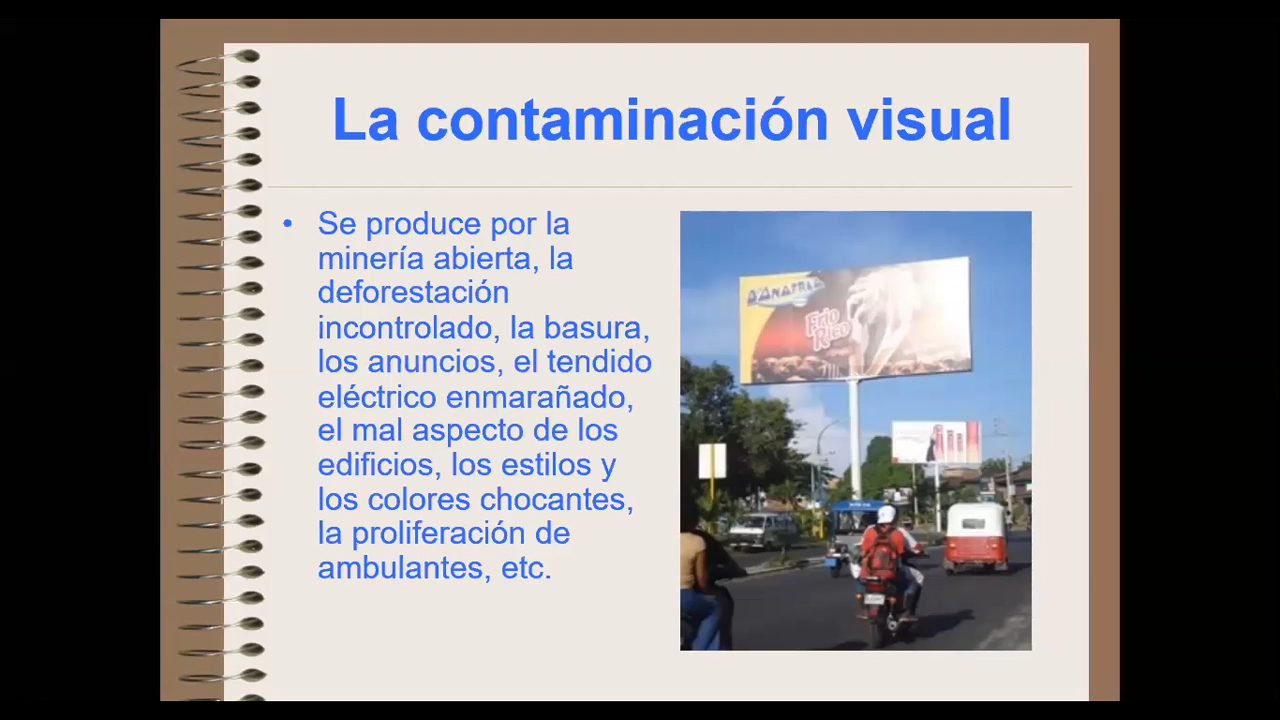 La contaminación visual
• Se produce por la
minería abierta, la
deforestación
incontrolado, la basura,
los anuncios, el tendido
eléctrico enmarañado,
el mal aspecto de los
edificios, los estilos y
los colores chocantes,
la proliferación de
ambulantes, etc.
Frio
Rico